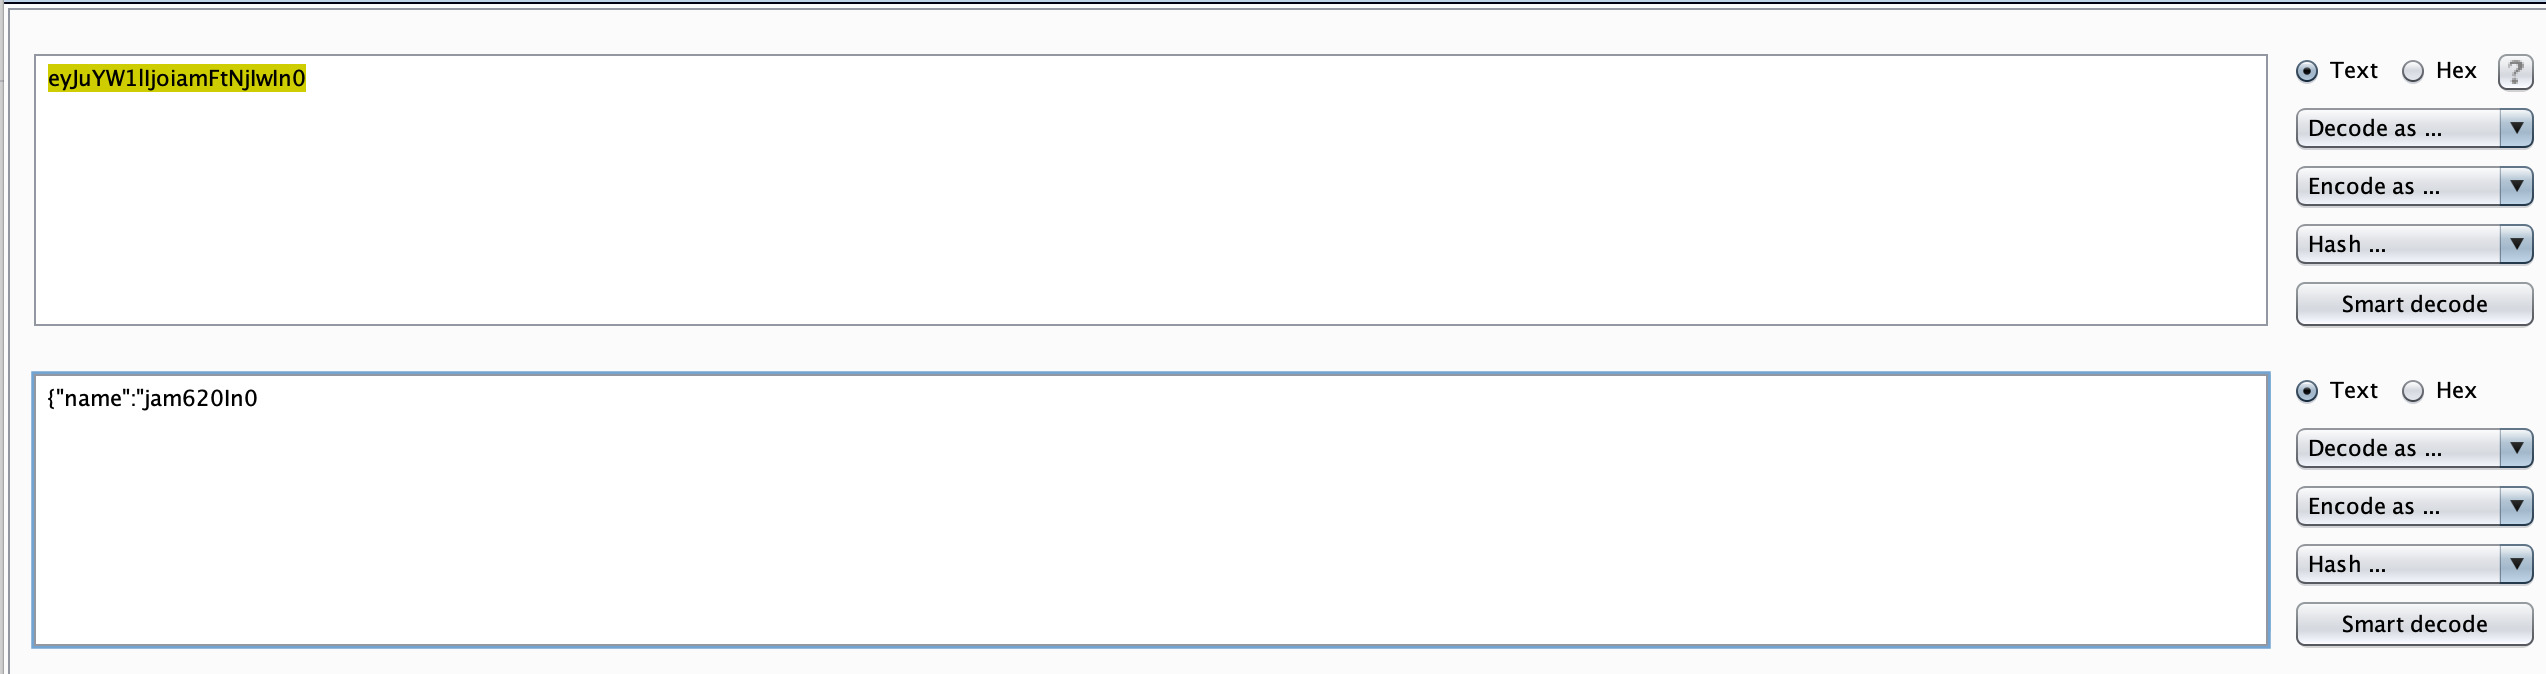 eyJuYW1lIjoiamFtNjIwIn0
Text
Hex
?
Decode as ...
Encode as ...
Hash ...
Smart decode
{"name":"jam620In0
Text
Hex
Decode as ...
Encode as ...
Hash ...
Smart decode